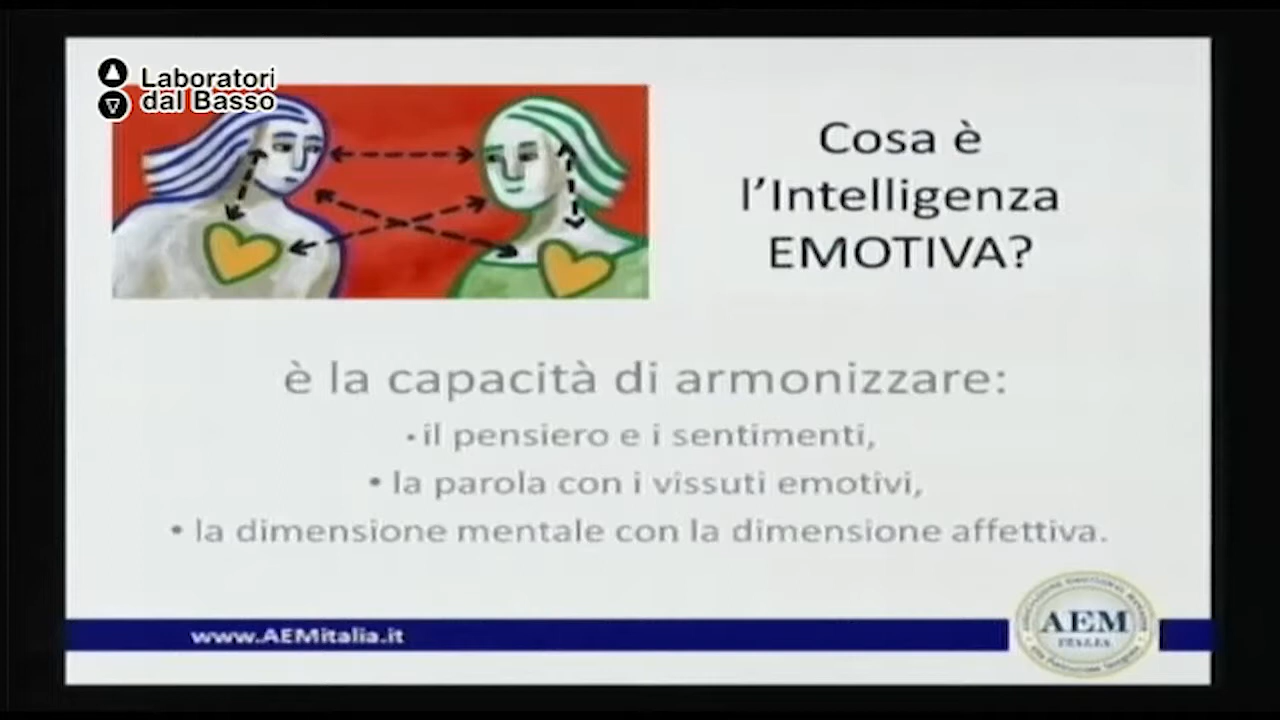 Laboratori
dal Basso
Cosa è
l'Intelligenza
EMOTIVA?
è la capacità di armonizzare:
• il pensiero e i sentimenti,
• la parola con i vissuti emotivi,
• la dimensione mentale con la dimensione affettiva.
www.AEMitalia.it
AEM
ITALIA